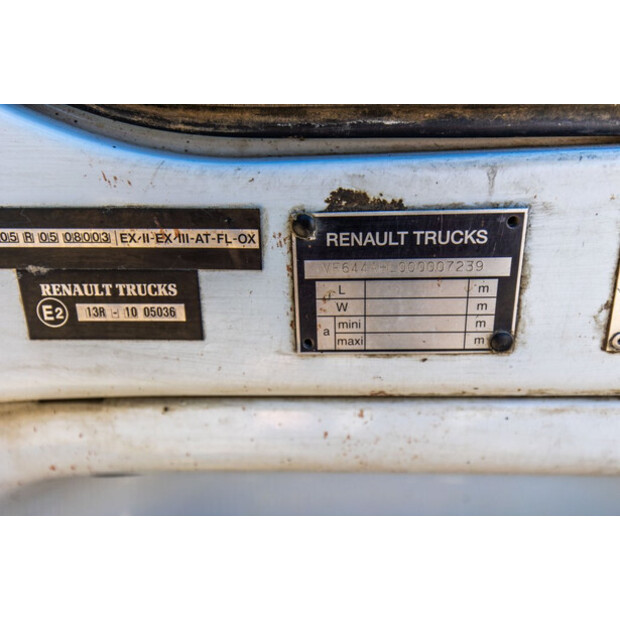 05 R 05 08003 EX/II-EX/III-AT-FL-OX
RENAULT TRUCKS
E2
13R - 10 05036
RENAULT TRUCKS
L m
W m
a mini m
maxi m